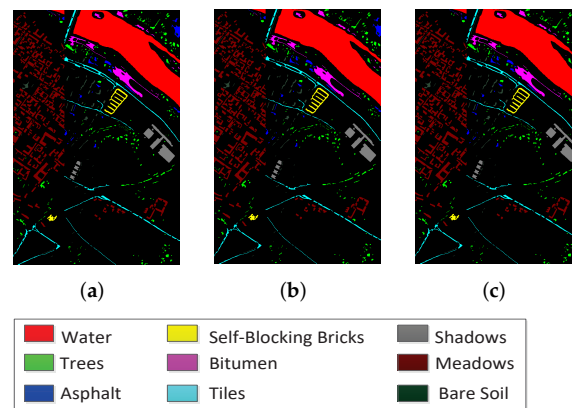 (a) (b) (c)
Water Self-Blocking Bricks Shadows
Trees Bitumen Meadows
Asphalt Tiles Bare Soil